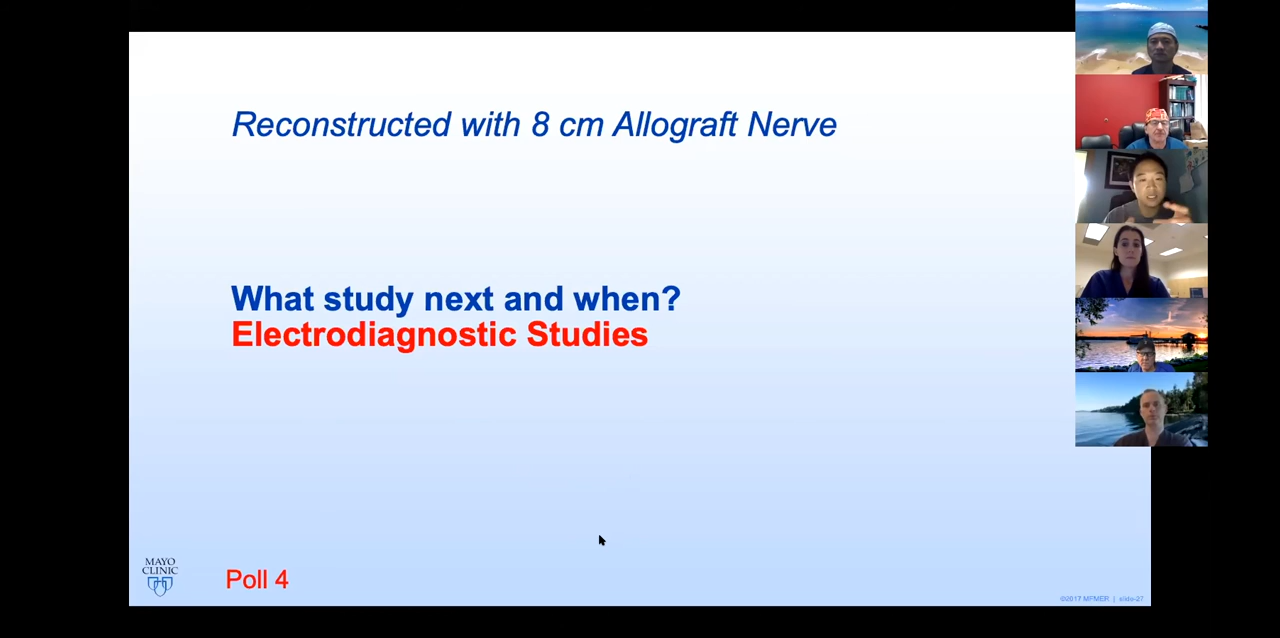 Reconstructed with 8 cm Allograft Nerve
What study next and when?
Electrodiagnostic Studies
MAYO
CLINIC
Poll 4
©2017 MFMER | slide-27